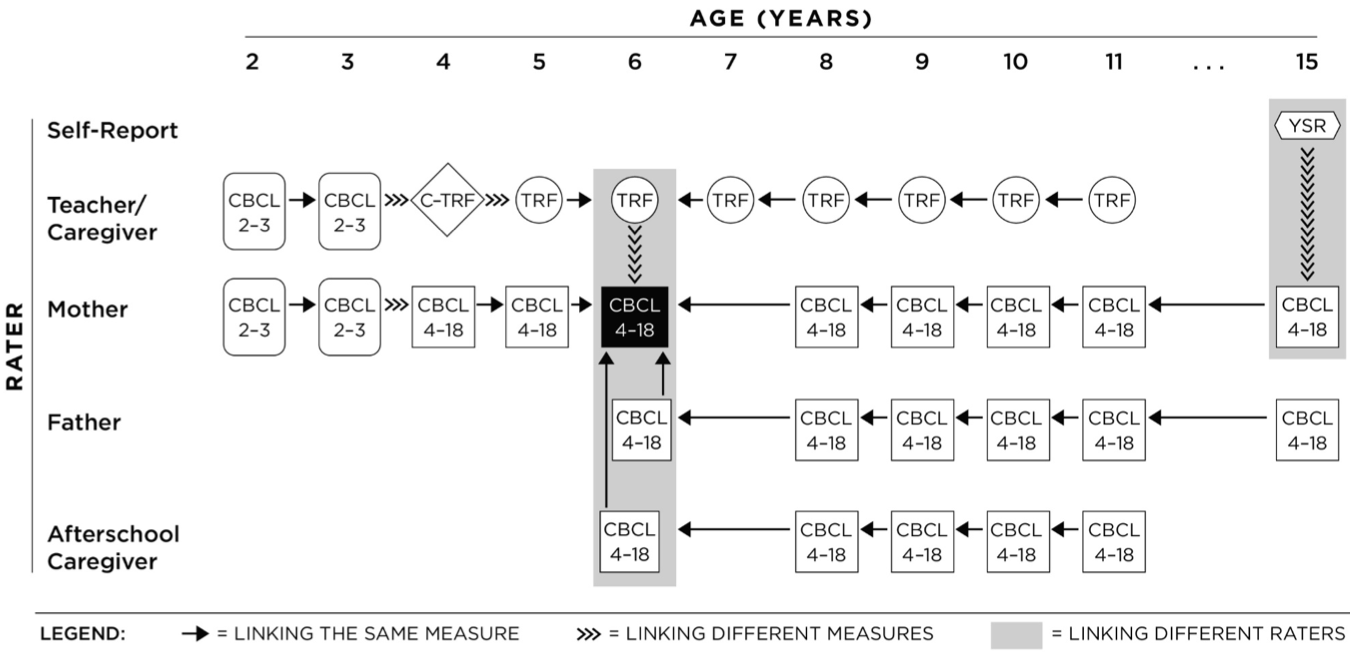 AGE (YEARS)
2 3 4 5 6 7 8 9 10 11 ... 15
RATER
Self-Report
YSR
Teacher/
Caregiver
CBCL
2–3
CBCL
2–3
C–TRF
TRF
TRF
TRF
TRF
TRF
TRF
TRF
Mother
CBCL
2–3
CBCL
2–3
CBCL
4–18
CBCL
4–18
CBCL
4–18
CBCL
4–18
CBCL
4–18
CBCL
4–18
CBCL
4–18
CBCL
4–18
Father
CBCL
4–18
CBCL
4–18
CBCL
4–18
CBCL
4–18
CBCL
4–18
CBCL
4–18
Afterschool
Caregiver
CBCL
4–18
CBCL
4–18
CBCL
4–18
CBCL
4–18
CBCL
4–18
LEGEND: = LINKING THE SAME MEASURE = LINKING DIFFERENT MEASURES = LINKING DIFFERENT RATERS